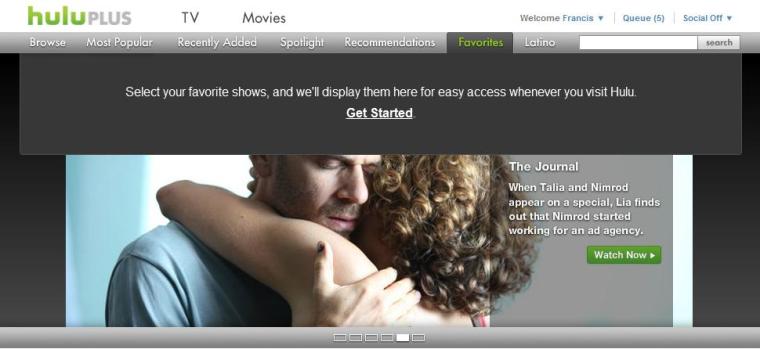 huluPLUS TV Movies Welcome Francis ▼ Queue (5) Social Off ▼
Browse Most Popular Recently Added Spotlight Recommendations Favorites Latino search
Select your favorite shows, and we'll display them here for easy access whenever you visit Hulu.
Get Started.
The Journal
When Talia and Nimrod
appear on a special, Lia finds
out that Nimrod started
working for an ad agency.
Watch Now ▸